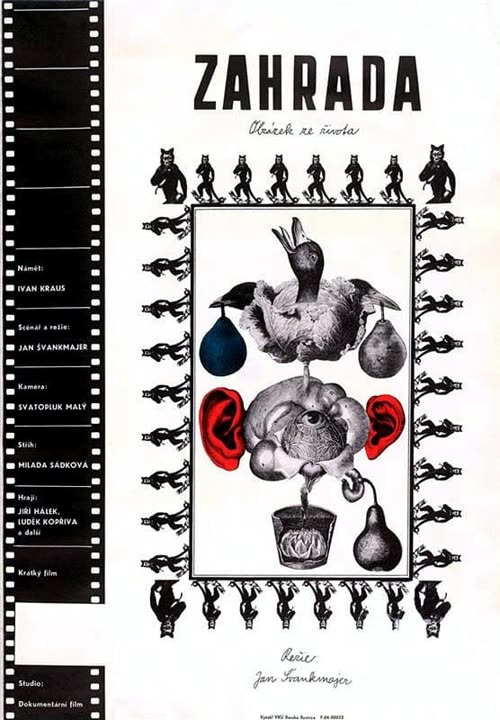 ZAHRADA
Obrázek ze života
Námět:
IVAN KRAUS
Scénář a režie:
JAN ŠVANKMAJER
Kamera:
SVATOPLUK MALÝ
Střih:
MILADA SÁDKOVÁ
Hrají:
JIŘÍ HÁLEK,
LUDĚK KOPŘIVA
a další
Krátký film
Studio:
Dokumentární film
Režie:
Jan Švankmajer